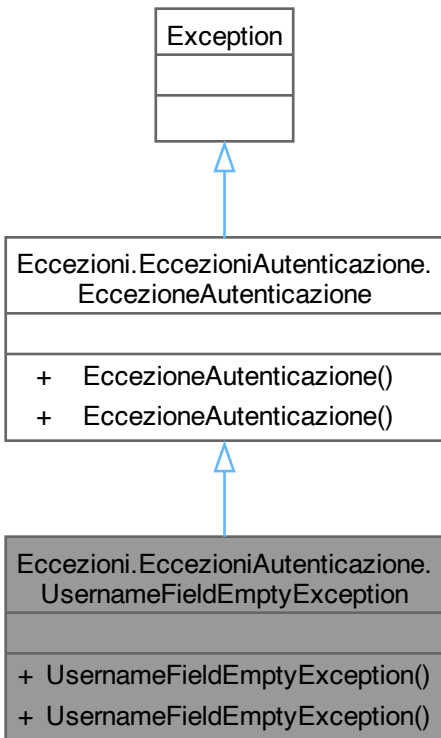 Exception
Eccezioni.EccezioniAutenticazione.
EccezioneAutenticazione
+ EccezioneAutenticazione()
+ EccezioneAutenticazione()
Eccezioni.EccezioniAutenticazione.
UsernameFieldEmptyException
+ UsernameFieldEmptyException()
+ UsernameFieldEmptyException()